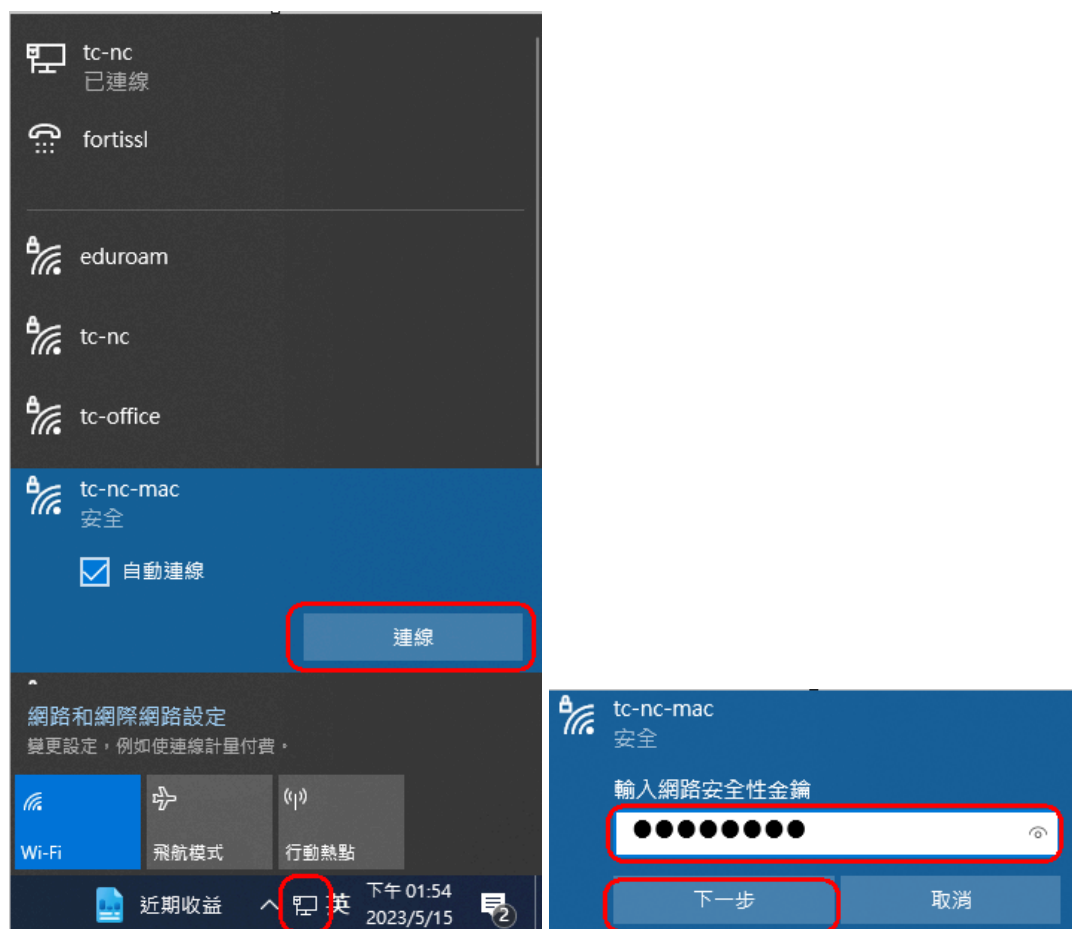 tc-nc
已連線
fortissl
eduroam
tc-nc
tc-office
tc-nc-mac
安全
自動連線
連線
網路和網際網路設定
變更設定，例如使連線計量付費。
Wi-Fi
飛航模式
行動熱點
近期收益
英
下午 01:54
2023/5/15
2
tc-nc-mac
安全
輸入網路安全性金鑰
●●●●●●●●
下一步
取消